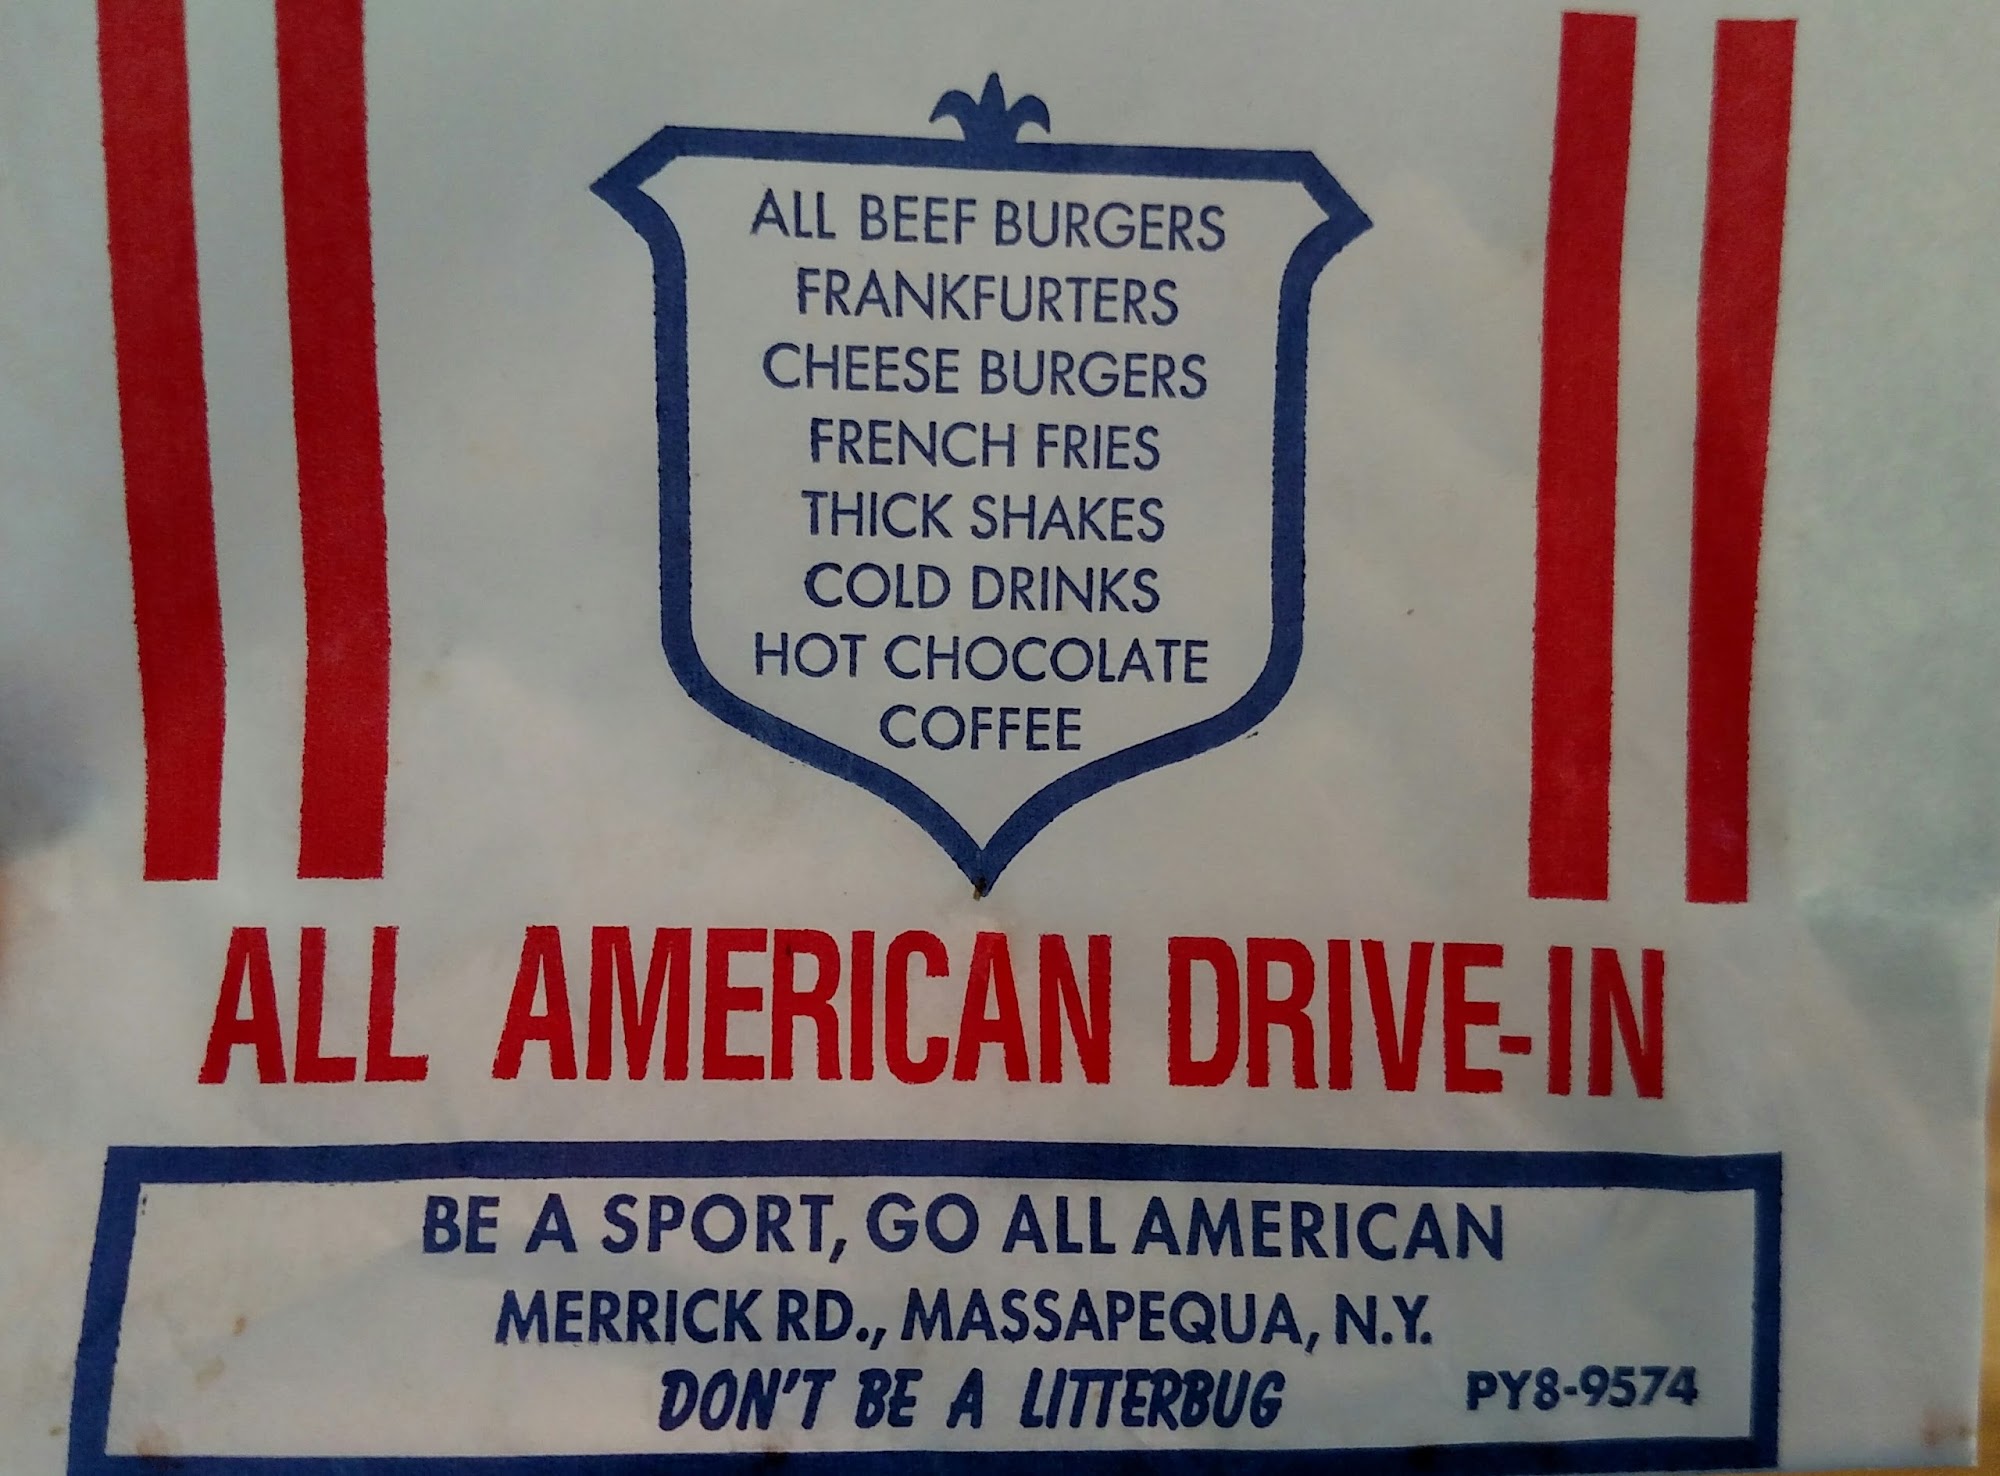 ALL BEEF BURGERS
FRANKFURTERS
CHEESE BURGERS
FRENCH FRIES
THICK SHAKES
COLD DRINKS
HOT CHOCOLATE
COFFEE
ALL AMERICAN DRIVE-IN
BE A SPORT, GO ALL AMERICAN
MERRICK RD., MASSAPEQUA, N.Y.
DON'T BE A LITTERBUG PY8-9574